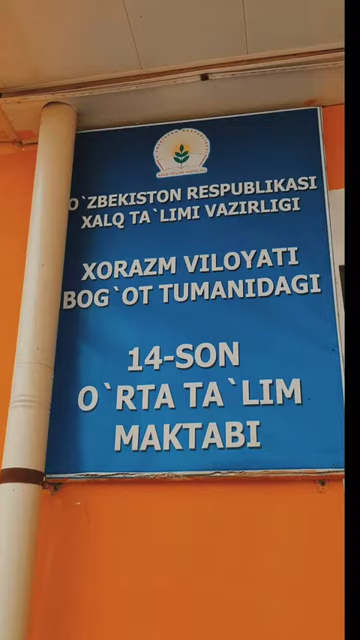 O`ZBEKISTON RESPUBLIKASI
XALQ TA`LIMI VAZIRLIGI
XORAZM VILOYATI
BOG`OT TUMANIDAGI
14-SON
O`RTA TA`LIM
MAKTABI